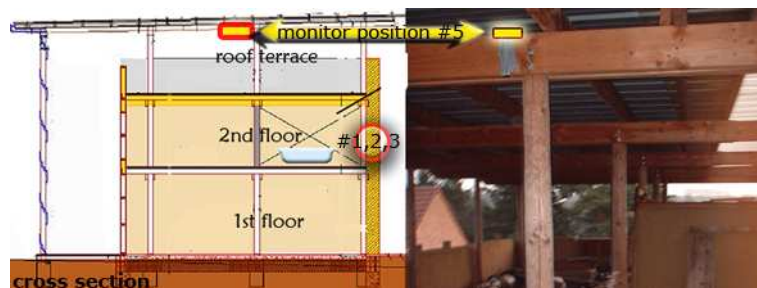 monitor position #5
roof terrace
2nd floor
#1,2,3
1st floor
cross section